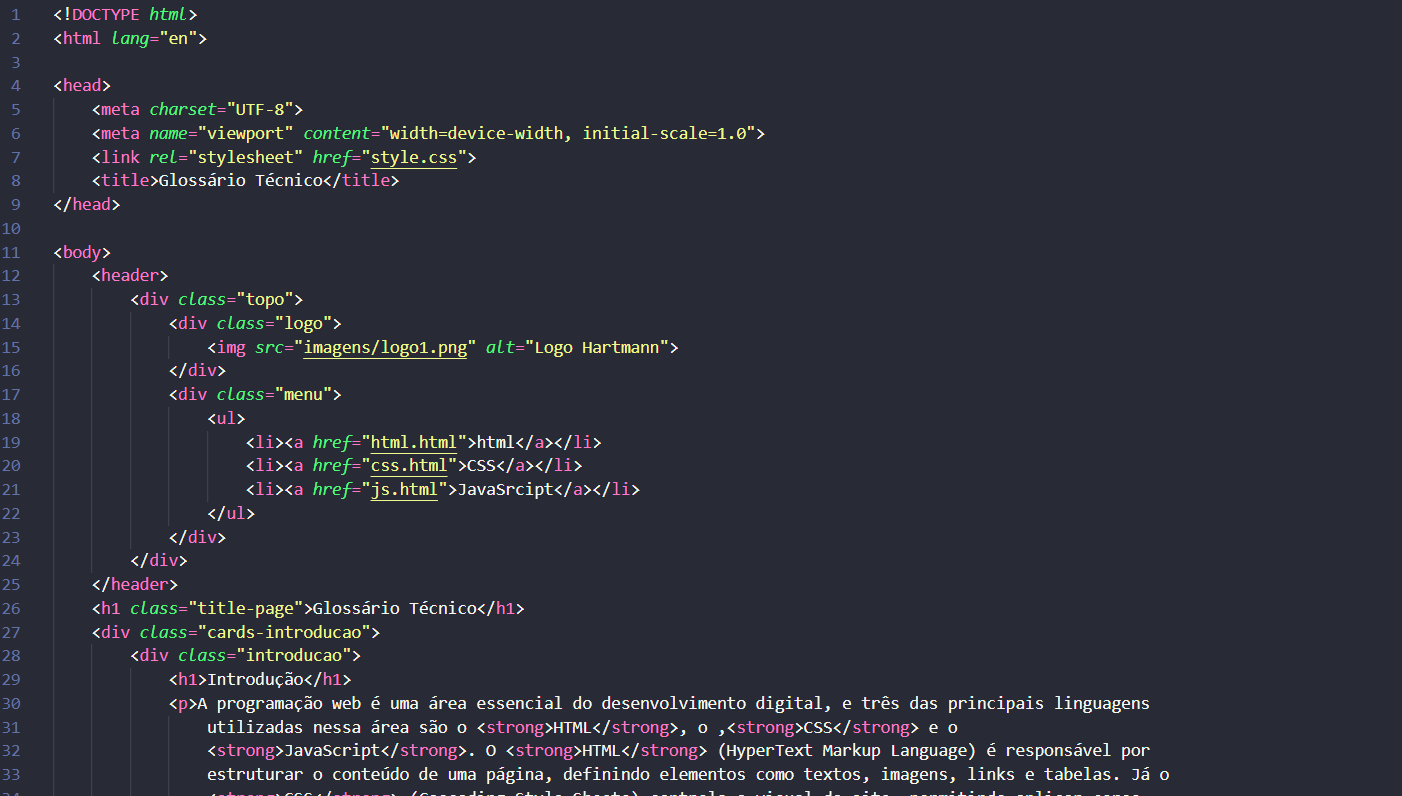 1 <!DOCTYPE html>
2 <html lang="en">
3
4 <head>
5 <meta charset="UTF-8">
6 <meta name="viewport" content="width=device-width, initial-scale=1.0">
7 <link rel="stylesheet" href="style.css">
8 <title>Glossário Técnico</title>
9 </head>
10
11 <body>
12 <header>
13 <div class="topo">
14 <div class="logo">
15 <img src="imagens/logo1.png" alt="Logo Hartmann">
16 </div>
17 <div class="menu">
18 <ul>
19 <li><a href="html.html">html</a></li>
20 <li><a href="css.html">CSS</a></li>
21 <li><a href="js.html">JavaSrcipt</a></li>
22 </ul>
23 </div>
24 </div>
25 </header>
26 <h1 class="title-page">Glossário Técnico</h1>
27 <div class="cards-introducao">
28 <div class="introducao">
29 <h1>Introdução</h1>
30 <p>A programação web é uma área essencial do desenvolvimento digital, e três das principais linguagens
31 utilizadas nessa área são o <strong>HTML</strong>, o ,<strong>CSS</strong> e o
32 <strong>JavaScript</strong>. O <strong>HTML</strong> (HyperText Markup Language) é responsável por
33 estruturar o conteúdo de uma página, definindo elementos como textos, imagens, links e tabelas. Já o